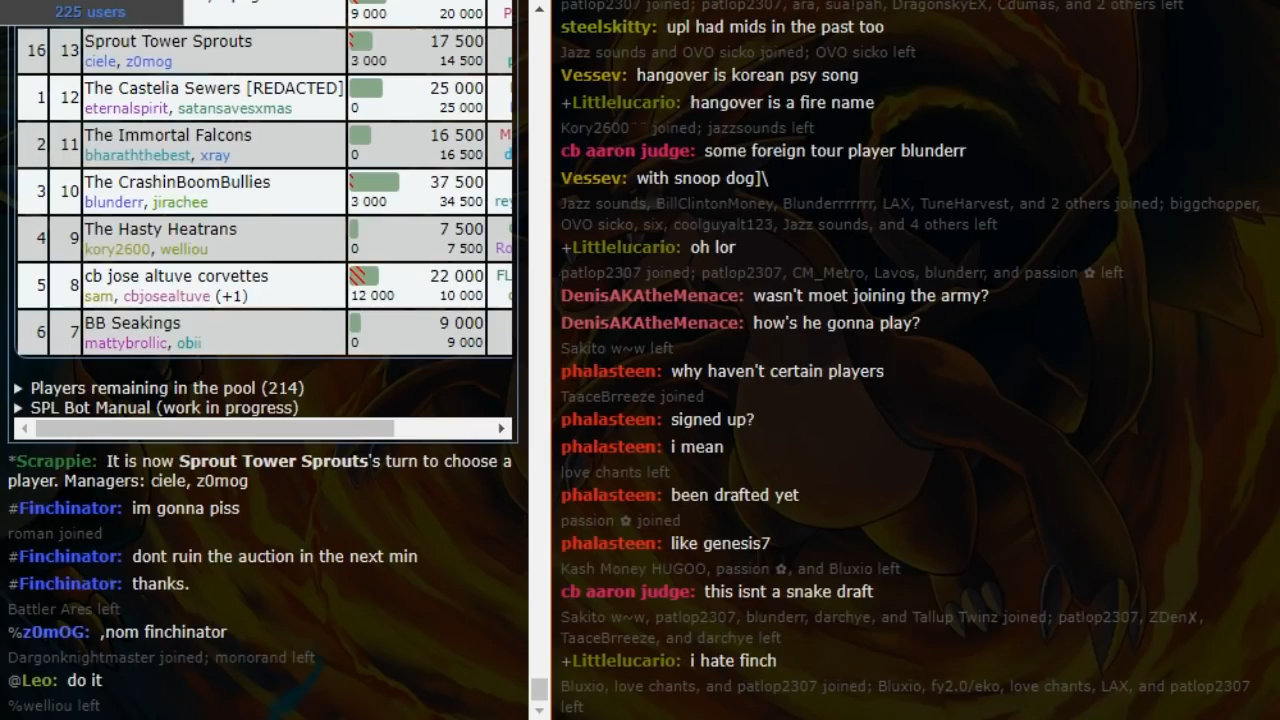 225 users
9 000 20 000 P
16 13 Sprout Tower Sprouts 17 500
ciele, z0mog 3 000 14 500
1 12 The Castelia Sewers [REDACTED] 25 000
eternalspirit, satansavesxmas 0 25 000
2 11 The Immortal Falcons 16 500 M
bharaththebest, xray 0 16 500 d
3 10 The CrashinBoomBullies 37 500
blunderr, jirachee 3 000 34 500 rey
4 9 The Hasty Heatrans 7 500
kory2600, welliou 0 7 500 Ro
5 8 cb jose altuve corvettes 22 000 FL
sam, cbjosealtuve (+1) 12 000 10 000
6 7 BB Seakings 9 000
mattybrollic, obii 0 9 000
► Players remaining in the pool (214)
► SPL Bot Manual (work in progress)
*Scrappie: It is now Sprout Tower Sprouts's turn to choose a
player. Managers: ciele, z0mog
#Finchinator: im gonna piss
roman joined
#Finchinator: dont ruin the auction in the next min
#Finchinator: thanks.
Battler Ares left
%z0mOG: ,nom finchinator
Dargonknightmaster joined; monorand left
@Leo: do it
%welliou left
patlop2307 joined; patlop2307, ara, sua!pah, DragonskyEX, Cdumas, and 2 others left
steelskitty: upl had mids in the past too
Jazz sounds and OVO sicko joined; OVO sicko left
Vessev: hangover is korean psy song
+Littlelucario: hangover is a fire name
Kory2600˜˜ joined; jazzsounds left
cb aaron judge: some foreign tour player blunderr
Vessev: with snoop dog]\
Jazz sounds, BillClintonMoney, Blunderrrrrrr, LAX, TuneHarvest, and 2 others joined; biggchopper,
OVO sicko, six, coolguyalt123, Jazz sounds, and 4 others left
+Littlelucario: oh lor
patlop2307 joined; patlop2307, CM_Metro, Lavos, blunderr, and passion ✿ left
DenisAKAtheMenace: wasn't moet joining the army?
DenisAKAtheMenace: how's he gonna play?
Sakito w~w left
phalasteen: why haven't certain players
TaaceBrreeze joined
phalasteen: signed up?
phalasteen: i mean
love chants left
phalasteen: been drafted yet
passion ✿ joined
phalasteen: like genesis7
Kash Money HUGOO, passion ✿, and Bluxio left
cb aaron judge: this isnt a snake draft
Sakito w~w, patlop2307, blunderr, darchye, and Tallup Twinz joined; patlop2307, ZDen✗,
TaaceBrreeze, and darchye left
+Littlelucario: i hate finch
Bluxio, love chants, and patlop2307 joined; Bluxio, fy2.0/eko, love chants, LAX, and patlop2307
left